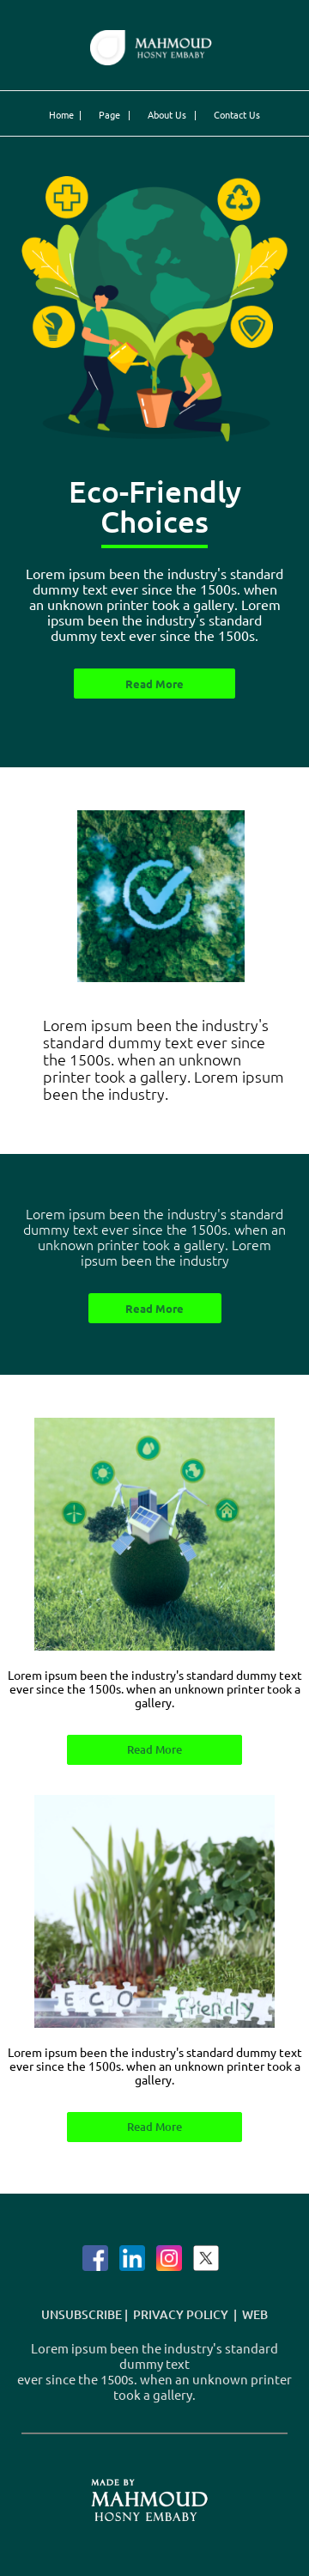 MAHMOUD
HOSNY EMBABY
Home | Page | About Us | Contact Us
Eco-Friendly
Choices
Lorem ipsum been the industry's standard
dummy text ever since the 1500s. when
an unknown printer took a gallery. Lorem
ipsum been the industry's standard
dummy text ever since the 1500s.
Read More
Lorem ipsum been the industry's
standard dummy text ever since
the 1500s. when an unknown
printer took a gallery. Lorem ipsum
been the industry.
Lorem ipsum been the industry's standard
dummy text ever since the 1500s. when an
unknown printer took a gallery. Lorem
ipsum been the industry
Read More
Lorem ipsum been the industry's standard dummy text
ever since the 1500s. when an unknown printer took a
gallery.
Read More
ECO friendly
Lorem ipsum been the industry's standard dummy text
ever since the 1500s. when an unknown printer took a
gallery.
Read More
UNSUBSCRIBE | PRIVACY POLICY | WEB
Lorem ipsum been the industry's standard
dummy text
ever since the 1500s. when an unknown printer
took a gallery.
MADE BY
MAHMOUD
HOSNY EMBABY